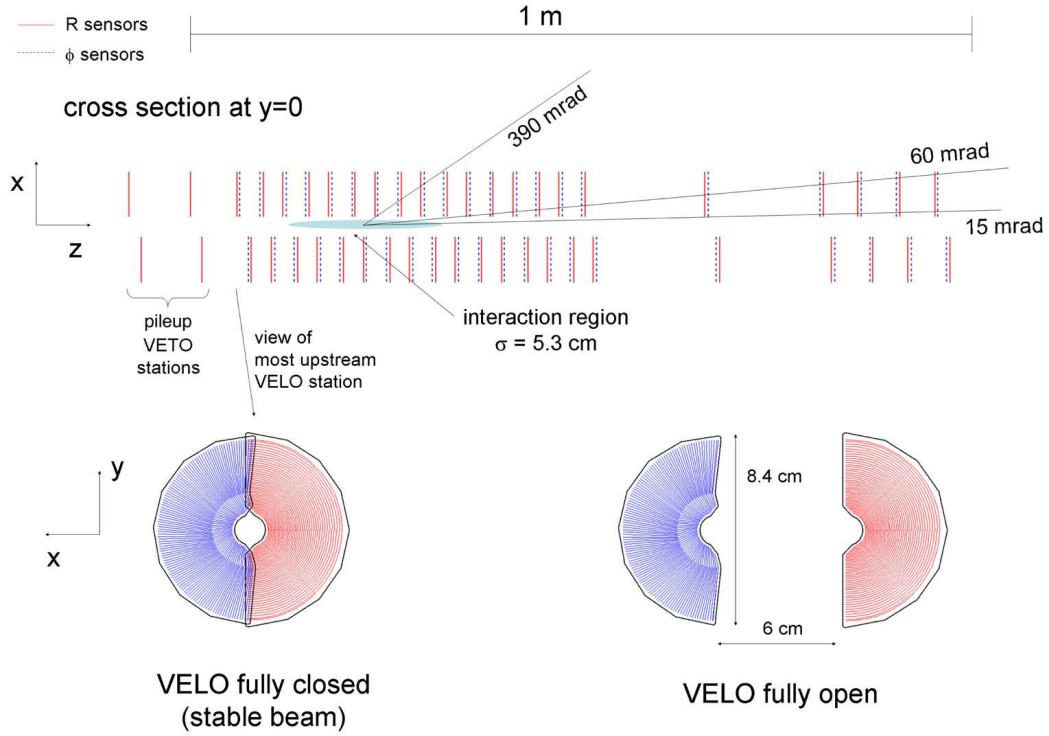 R sensors
1 m
ϕ sensors
cross section at y=0
390 mrad
60 mrad
x
z
15 mrad
pileup
VETO
stations
view of
most upstream
VELO station
interaction region
σ = 5.3 cm
y
x
8.4 cm
6 cm
VELO fully closed
(stable beam)
VELO fully open